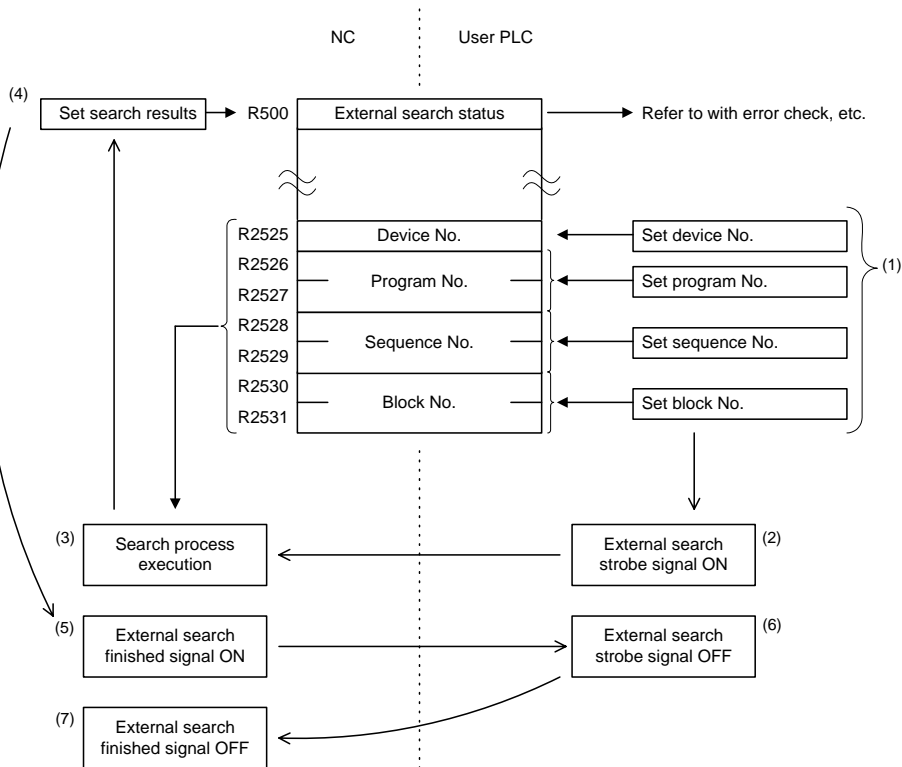 NC
User PLC
(4)
Set search results
R500
External search status
Refer to with error check, etc.
R2525
Device No.
Set device No.
R2526
Program No.
Set program No.
(1)
R2527
R2528
Sequence No.
Set sequence No.
R2529
R2530
Block No.
Set block No.
R2531
(3)
Search process
execution
External search
strobe signal ON
(2)
(5)
External search
finished signal ON
External search
strobe signal OFF
(6)
(7)
External search
finished signal OFF